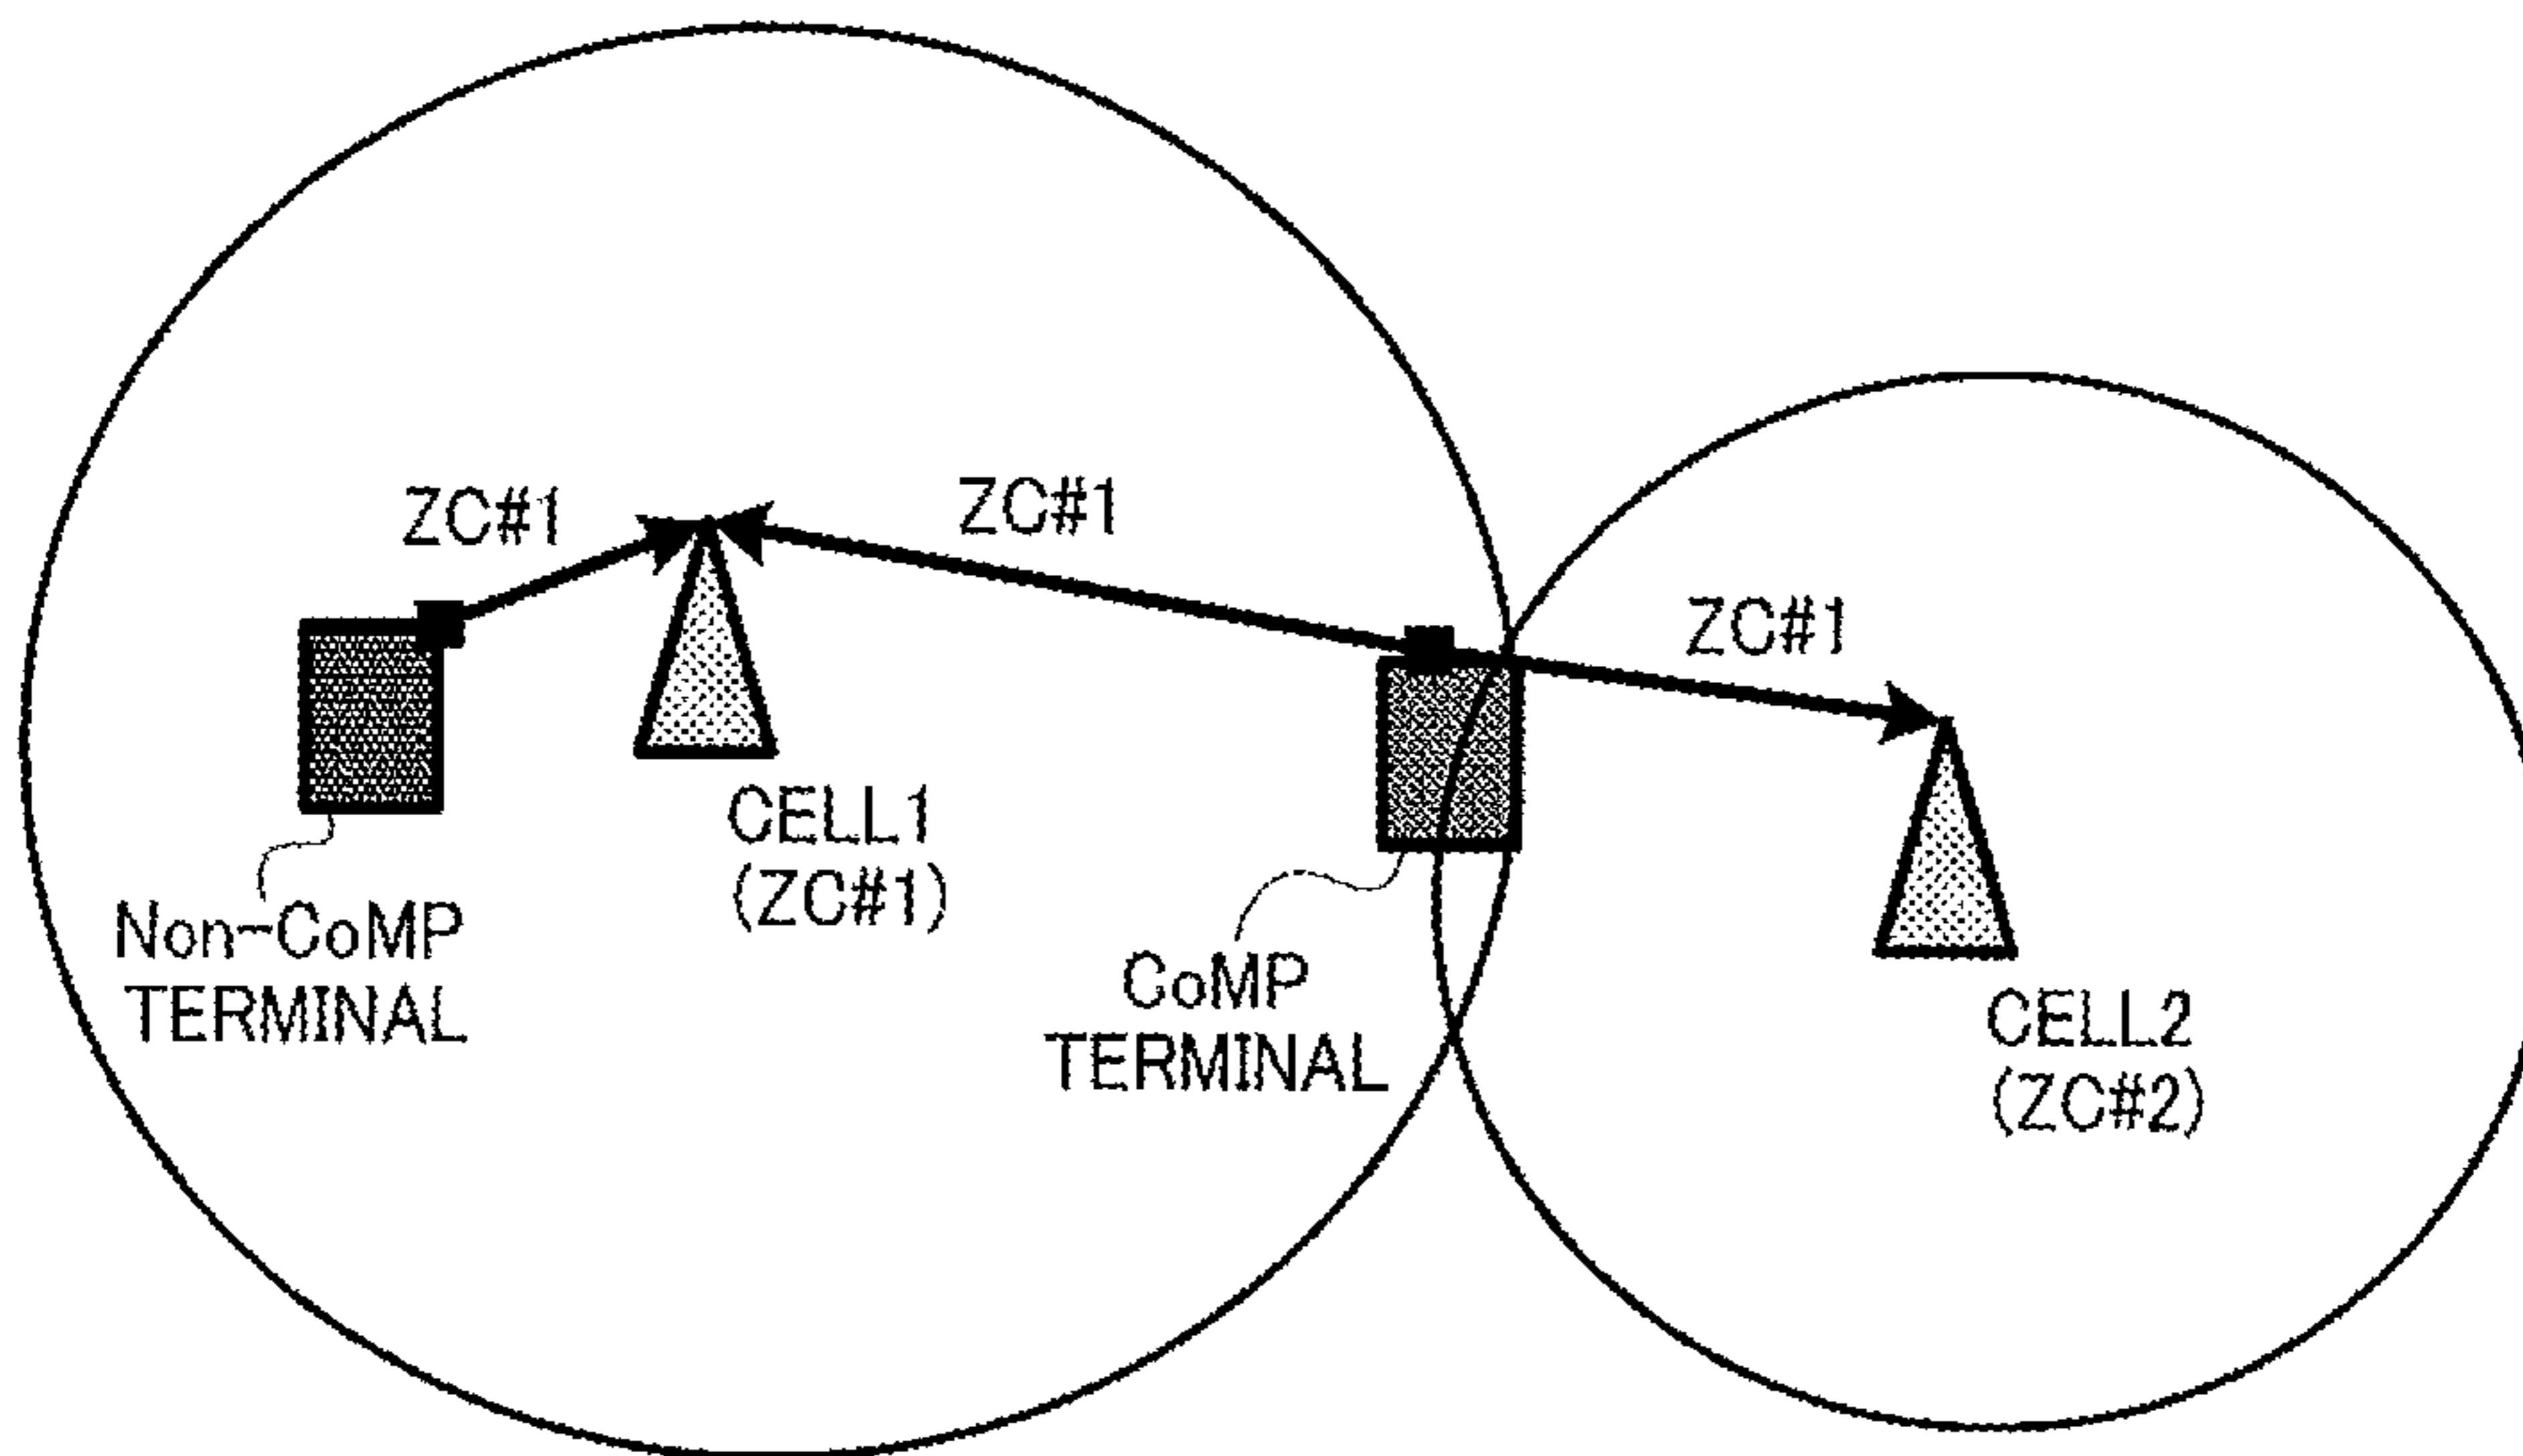 ZC#1
ZC#1
ZC#1
CELL1
(ZC#1)
Non-CoMP
TERMINAL
CoMP
TERMINAL
CELL2
(ZC#2)